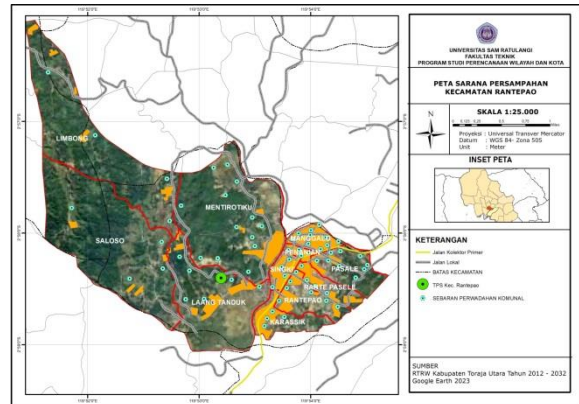 UNIVERSITAS SAM RATULANGI
FAKULTAS TEKNIK
PROGRAM STUDI PERENCANAAN WILAYAH DAN KOTA
PETA SARANA PERSAMPAHAN
KECAMATAN RANTEPAO
SKALA 1:25.000
Proyeksi : Universal Transver Mercator
Datum : WGS 84- Zona 50S
Unit : Meter
INSET PETA
KETERANGAN
Jalan Kolektor Primer
Jalan Lokal
BATAS KECAMATAN
TPS Kec. Rantepao
SEBARAN PERWADAHAN KOMUNAL
SUMBER
RTRW Kabupaten Toraja Utara Tahun 2012 - 2032
Google Earth 2023
LIMBONG
MENTIROTIKU
SALOSO
MANGGALO
PENANIAN
SINGKI
PASALE
RANTE PASELE
LAANG TANDUK
RANTEPAO
KARASSIK